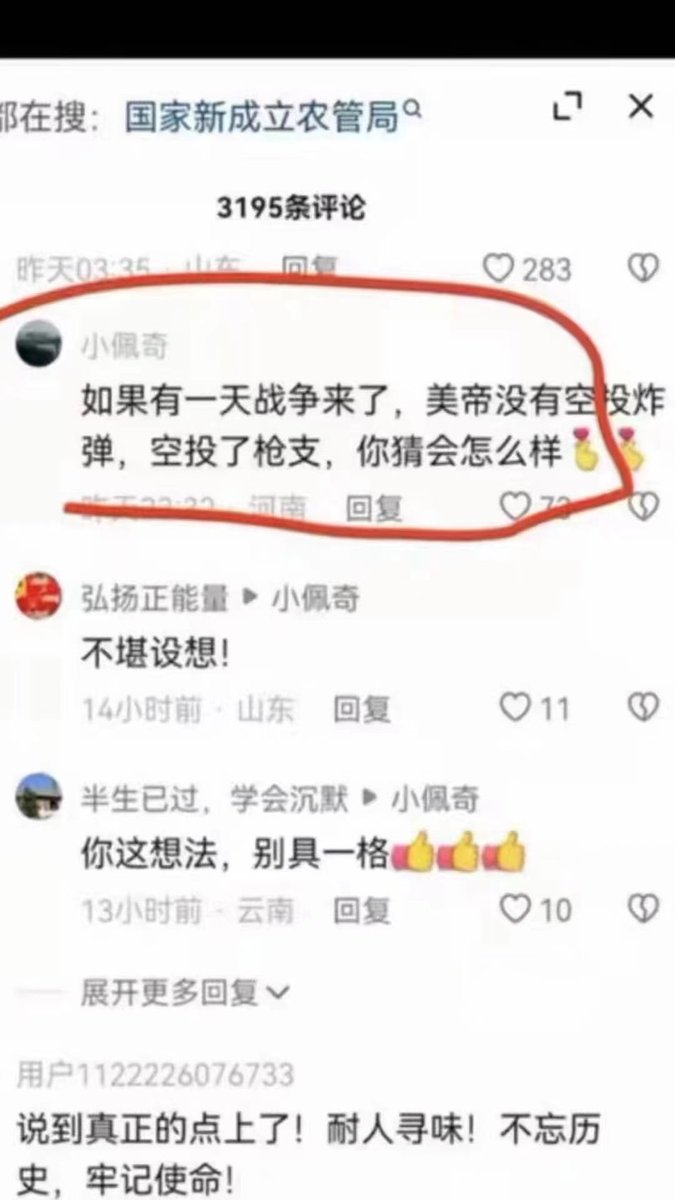 都在搜：国家新成立农管局
3195条评论
昨天03:35 · 山东 回复 283
小佩奇
如果有一天战争来了，美帝没有空投炸
弹，空投了枪支，你猜会怎么样
昨天23:32 · 河南 回复 73
弘扬正能量 ▶ 小佩奇
不堪设想！
14小时前 · 山东 回复 11
半生已过，学会沉默 ▶ 小佩奇
你这想法，别具一格
13小时前 · 云南 回复 10
展开更多回复
用户1122226076733
说到真正的点上了！耐人寻味！不忘历
史，牢记使命！